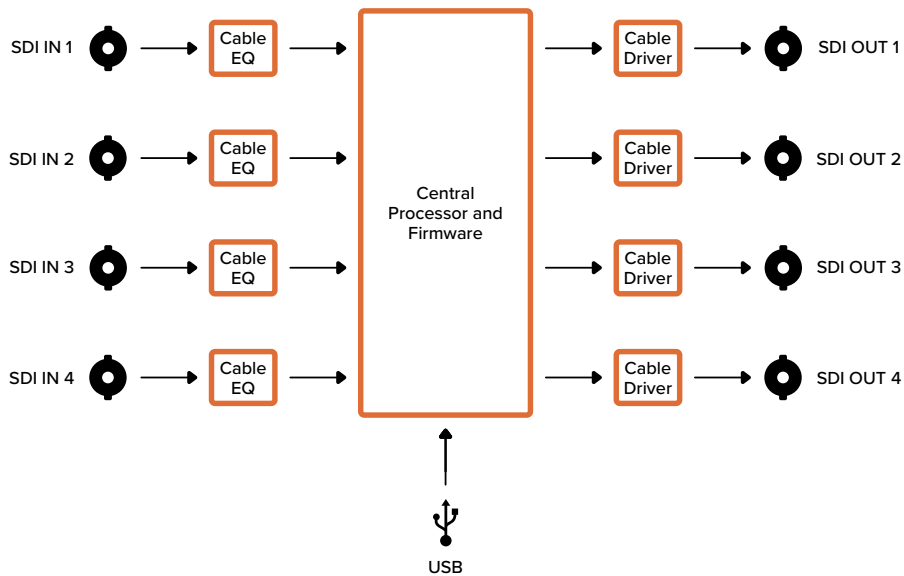 SDI IN 1
Cable
EQ
Cable
Driver
SDI OUT 1
SDI IN 2
Cable
EQ
Cable
Driver
SDI OUT 2
Central
Processor and
Firmware
SDI IN 3
Cable
EQ
Cable
Driver
SDI OUT 3
SDI IN 4
Cable
EQ
Cable
Driver
SDI OUT 4
USB